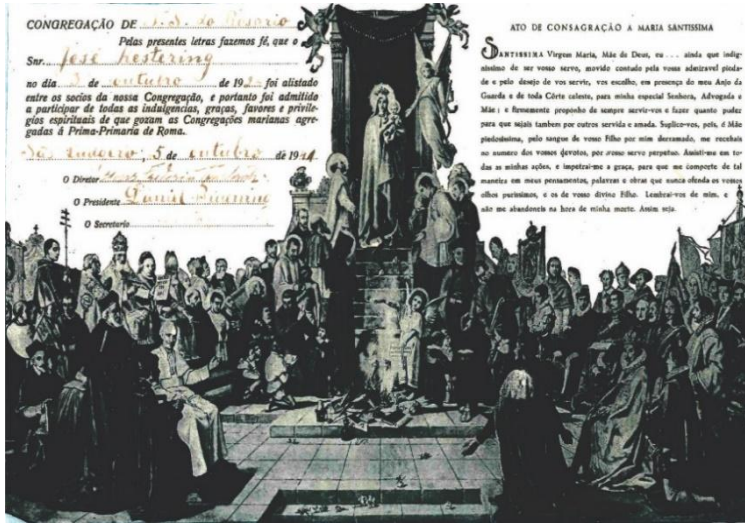 CONGREGAÇÃO DE N. S. do Rosario
Pelas presentes letras fazemos fé, que o
Snr. José Nestering
no dia 5 de outubro de 19 foi alistado
entre os socios da nossa Congregação, e portanto foi admitido
a participar de todas as indulgencias, graças, favores e privile-
gios espirituais de que gozam as Congregações marianas agre-
gadas á Prima-Primaria de Roma.
São 5 de outubro de 19
O Diretor
O Presidente Daniel
O Secretario
ATO DE CONSAGRAÇÃO A MARIA SANTISSIMA
SANTISSIMA Virgem Maria, Mãe de Deus, eu . . . ainda que indig-
nissimo de ser vosso servo, movido contudo pela vossa admiravel pieda-
de e pelo desejo de vos servir, vos escolho, em presença do meu Anjo da
Guarda e de toda Côrte celeste, para minha especial Senhora, Advogada e
Mãe; e firmemente proponho de sempre servir-vos e fazer quanto puder
para que sejais tambem por outros servida e amada. Suplico-vos, pois, é Mãe
piedosissima, pelo sangue de vosso Filho por mim derramado, me recebais
no numero dos vossos devotos, por vosso servo perpetuo. Assisti-me em to-
das as minhas ações, e impetrai-me a graça, para que me comporte de tal
maneira em meus pensamentos, palavras e obras que nunca ofenda os vossos
olhos purissimos, e os de vosso divino Filho. Lembrai-vos de mim, e
não me abandoneis na hora de minha morte. Assim seja.